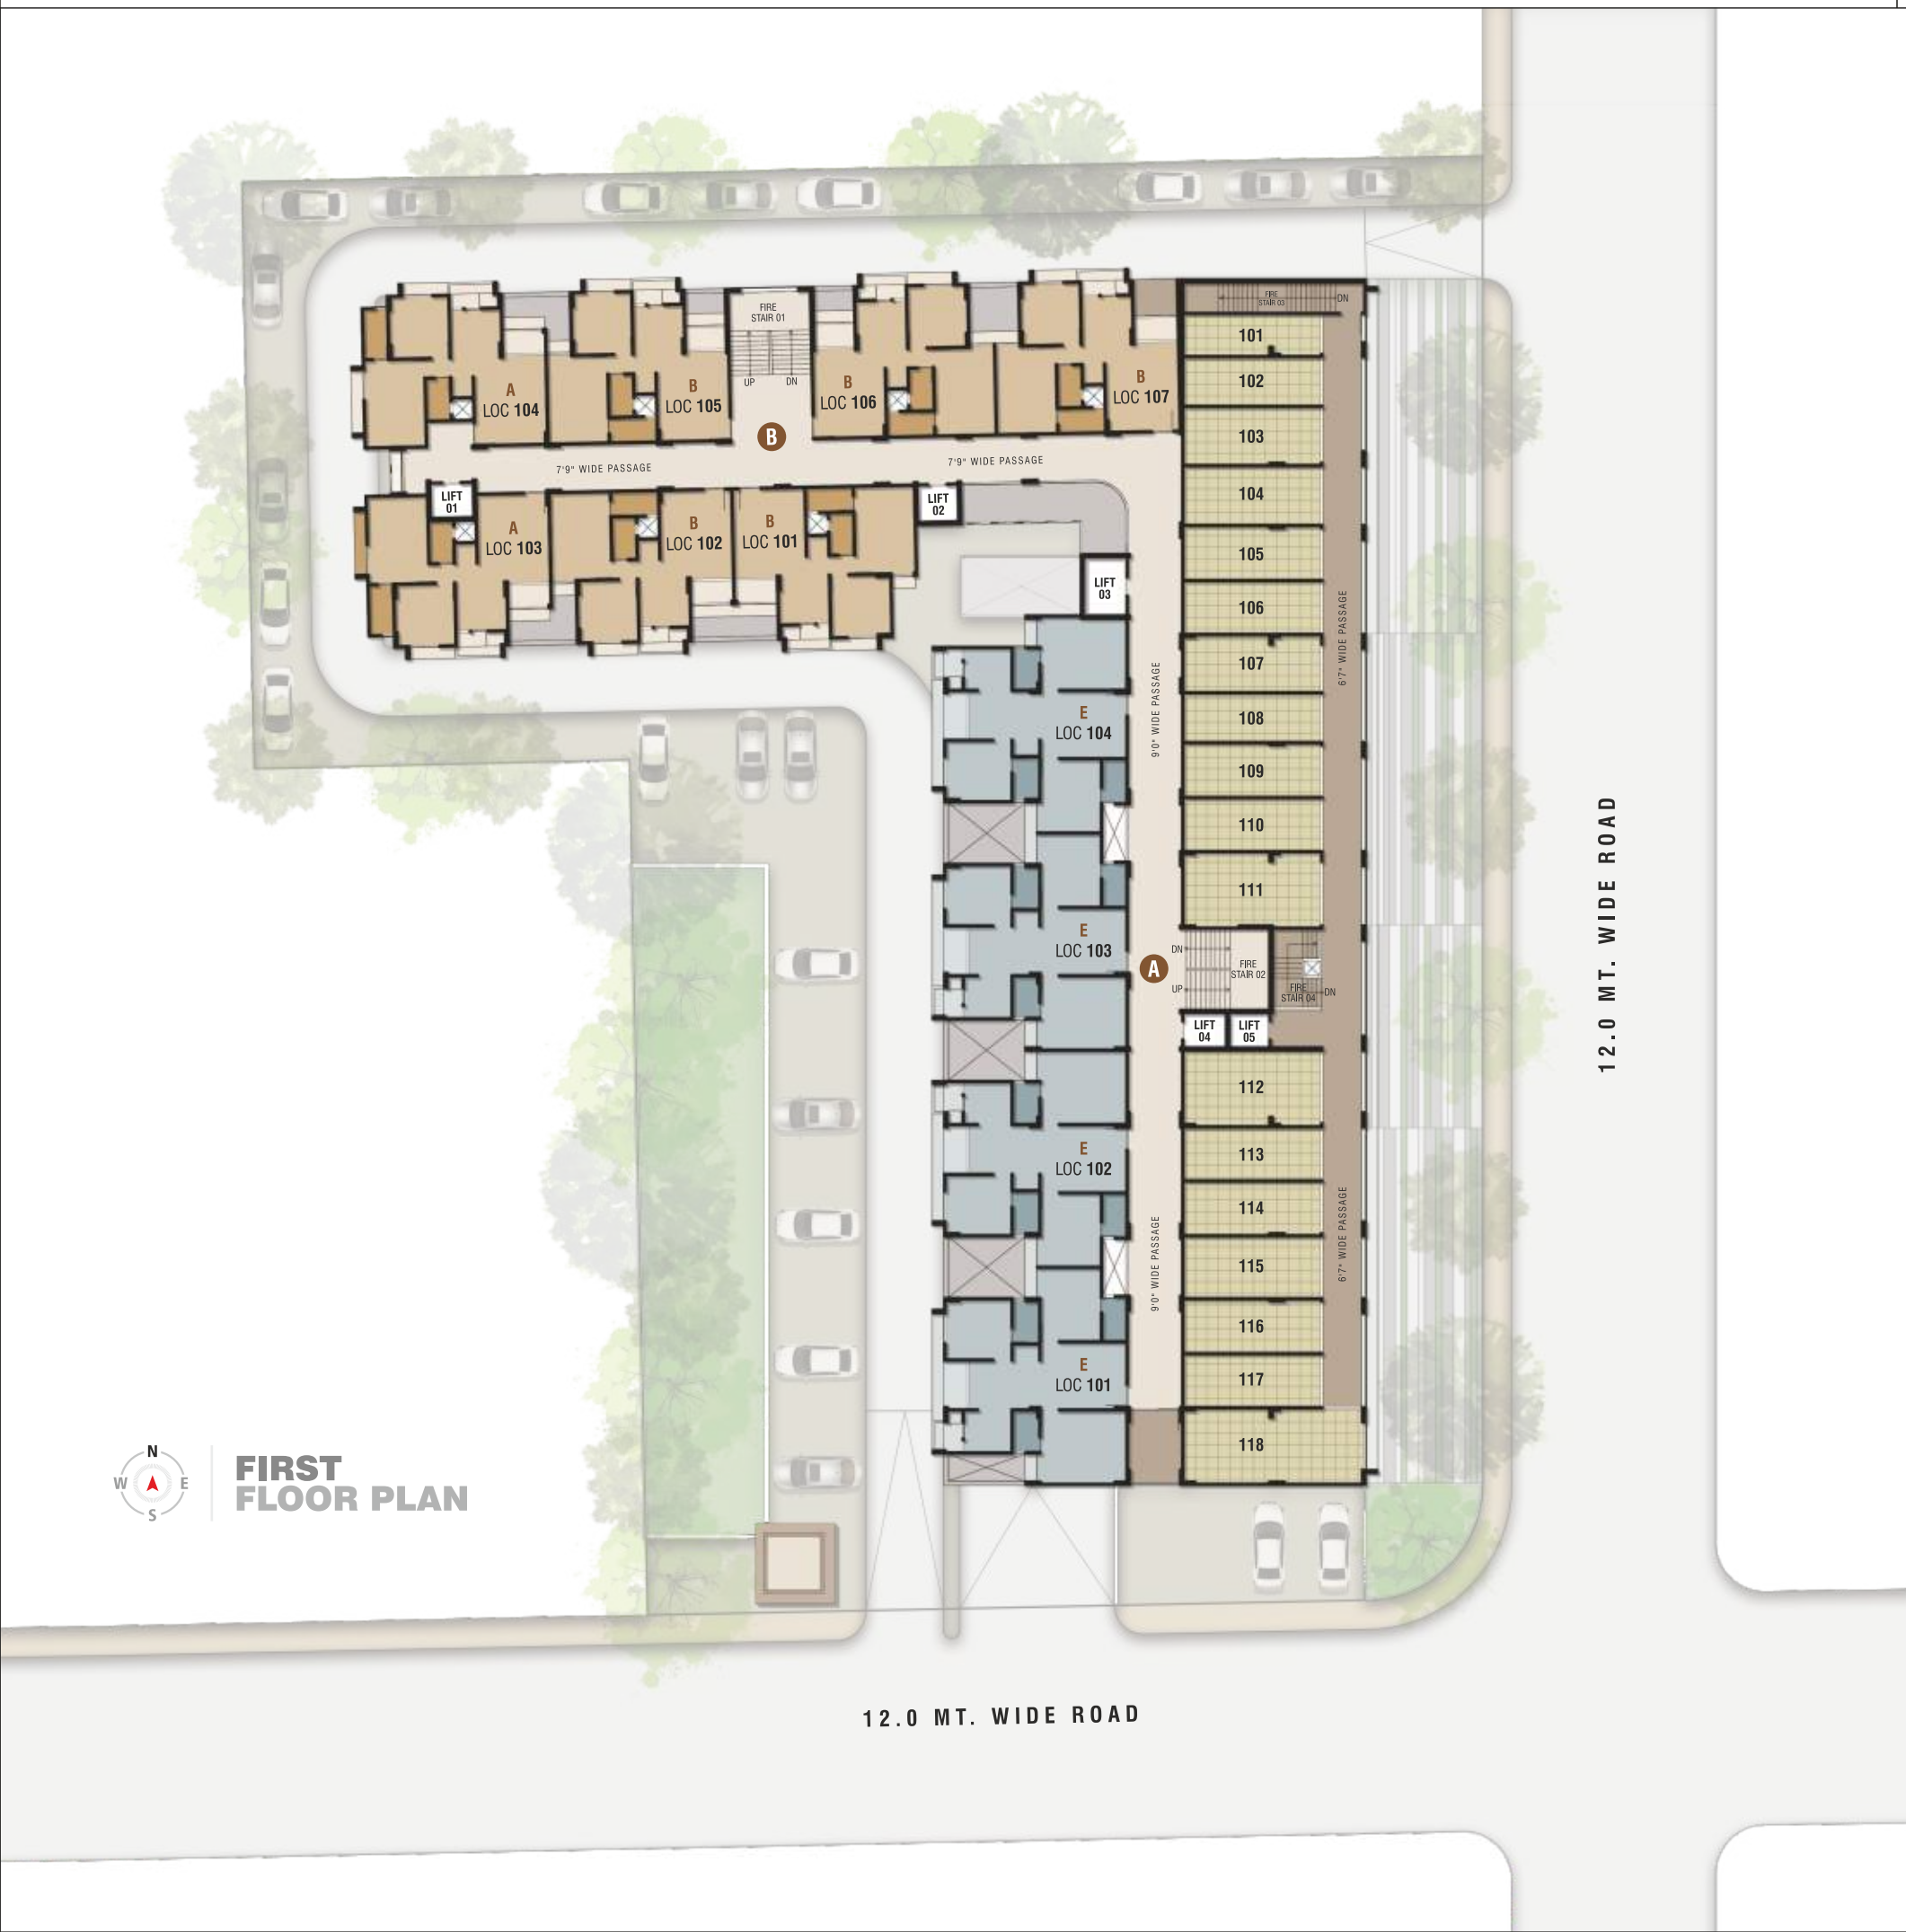 FIRE
STAIR 03
DN
FIRE
STAIR 01
UP DN
A
LOC 104
B
LOC 105
B
LOC 106
B
LOC 107
B
7'9" WIDE PASSAGE
7'9" WIDE PASSAGE
LIFT
01
LIFT
02
A
LOC 103
B
LOC 102
B
LOC 101
LIFT
03
101
102
103
104
105
106
107
108
109
110
111
6'7" WIDE PASSAGE
9'0" WIDE PASSAGE
E
LOC 104
E
LOC 103
A
DN
UP
FIRE
STAIR 02
FIRE
STAIR 04
DN
LIFT
04
LIFT
05
112
113
114
115
116
117
118
6'7" WIDE PASSAGE
9'0" WIDE PASSAGE
E
LOC 102
E
LOC 101
12.0 MT. WIDE ROAD
N
W E
S
FIRST
FLOOR PLAN
12.0 MT. WIDE ROAD